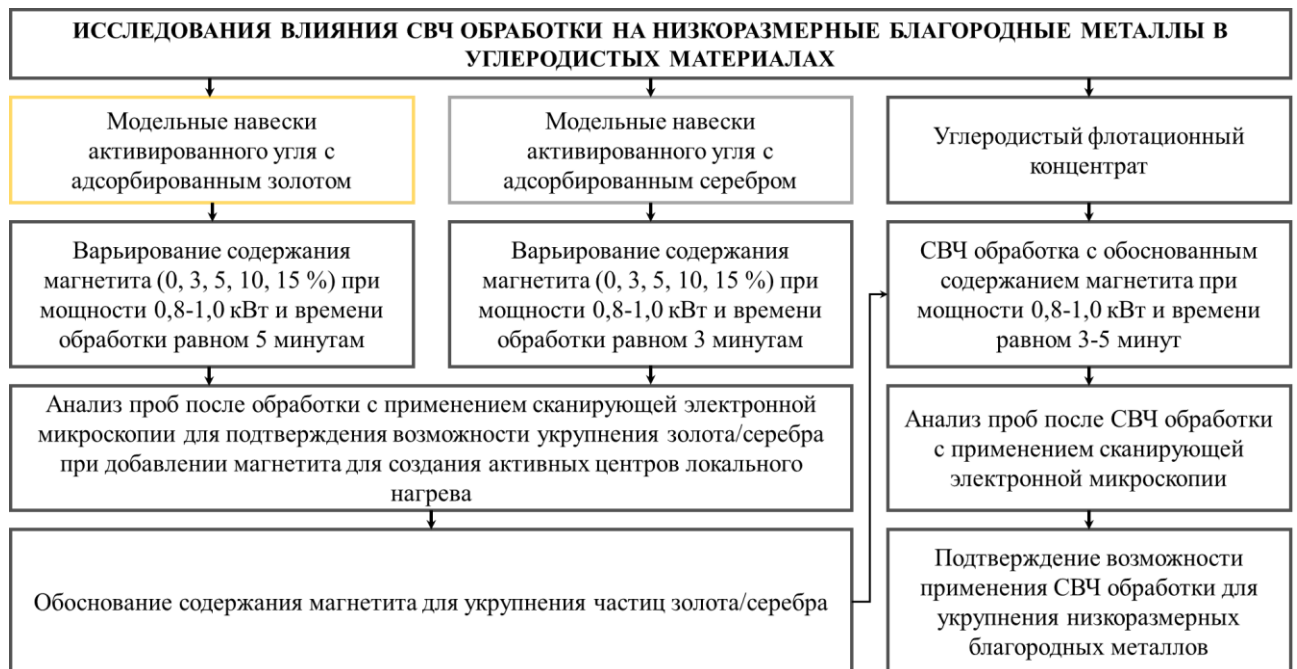 ИССЛЕДОВАНИЯ ВЛИЯНИЯ СВЧ ОБРАБОТКИ НА НИЗКОРАЗМЕРНЫЕ БЛАГОРОДНЫЕ МЕТАЛЛЫ В
УГЛЕРОДИСТЫХ МАТЕРИАЛАХ
Модельные навески
активированного угля с
адсорбированным золотом
Модельные навески
активированного угля с
адсорбированным серебром
Углеродистый флотационный
концентрат
Варьирование содержания
магнетита (0, 3, 5, 10, 15 %) при
мощности 0,8-1,0 кВт и времени
обработки равном 5 минутам
Варьирование содержания
магнетита (0, 3, 5, 10, 15 %) при
мощности 0,8-1,0 кВт и времени
обработки равном 3 минутам
СВЧ обработка с обоснованным
содержанием магнетита при
мощности 0,8-1,0 кВт и времени
равном 3-5 минут
Анализ проб после обработки с применением сканирующей электронной
микроскопии для подтверждения возможности укрупнения золота/серебра
при добавлении магнетита для создания активных центров локального
нагрева
Анализ проб после СВЧ обработки
с применением сканирующей
электронной микроскопии
Обоснование содержания магнетита для укрупнения частиц золота/серебра
Подтверждение возможности
применения СВЧ обработки для
укрупнения низкоразмерных
благородных металлов